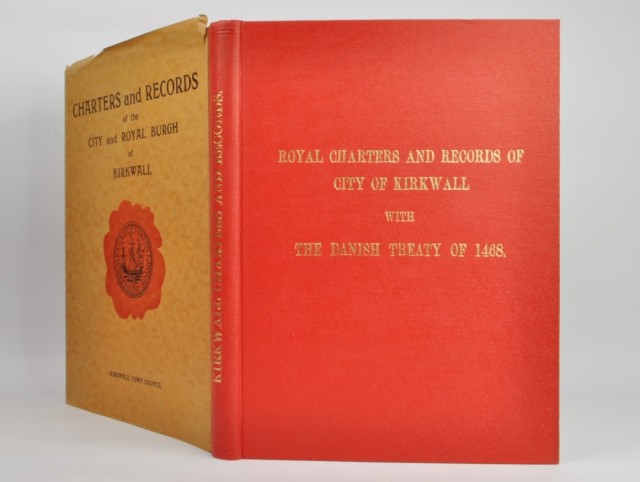 CHARTERS and RECORDS
of the
CITY and ROYAL BURGH
of
KIRKWALL
KIRKWALL TOWN COUNCIL
KIRKWALL CHARTERS AND RECORDS.
ROYAL CHARTERS AND RECORDS OF
CITY OF KIRKWALL
WITH
THE DANISH TREATY OF 1468.